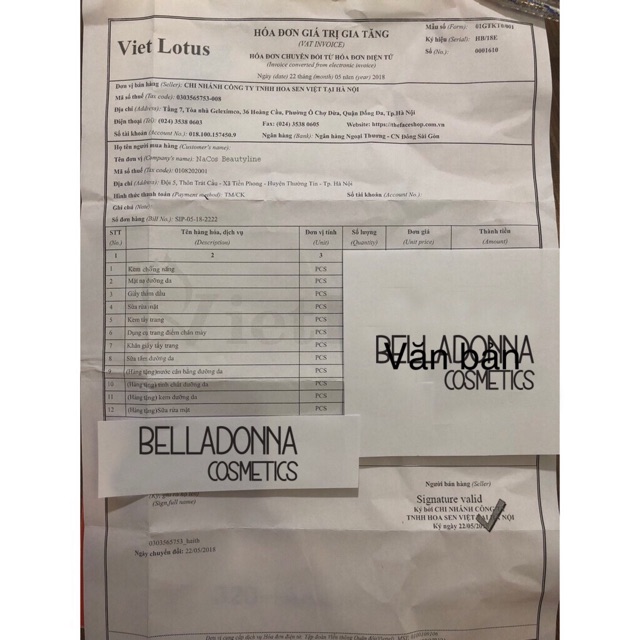 Viet Lotus
HÓA ĐƠN GIÁ TRỊ GIA TĂNG
(VAT INVOICE)
HÓA ĐƠN CHUYỂN ĐỔI TỪ HÓA ĐƠN ĐIỆN TỬ
(Invoice converted from electronic invoice)
Ngày (date) 22 tháng (month) 05 năm (year) 2018
Mẫu số (Form): 01GTKT0/001
Ký hiệu (Serial): HB/18E
Số (No.): 0001610
Đơn vị bán hàng (Seller): CHI NHÁNH CÔNG TY TNHH HOA SEN VIỆT TẠI HÀ NỘI
Mã số thuế (Tax code): 0303565753-008
Địa chỉ (Address): Tầng 7, Tòa nhà Geleximco, 36 Hoàng Cầu, Phường Ô Chợ Dừa, Quận Đống Đa, Tp.Hà Nội
Điện thoại (Tel): (024) 3538 0603 Fax: (024) 3538 0605 Website: https://thefaceshop.com.vn
Số tài khoản (Account No.): 018.100.157450.9 Ngân hàng (Bank): Ngân hàng Ngoại Thương - CN Đông Sài Gòn
Họ tên người mua hàng (Customer's name):
Tên đơn vị (Company's name): NaCos Beautyline
Mã số thuế (Tax code): 0108202001
Địa chỉ (Address): Đội 5, Thôn Trát Cầu - Xã Tiền Phong - Huyện Thường Tín - Tp. Hà Nội
Hình thức thanh toán (Payment method): TM/CK Số tài khoản (Account No.):
Ghi chú (Note):
Số đơn hàng (Bill No.): SIP-05-18-2222
STT Tên hàng hóa, dịch vụ Đơn vị tính Số lượng Đơn giá Thành tiền
(No.) (Description) (Unit) (Quantity) (Unit price) (Amount)
1 2 3
1 Kem chống nắng PCS
2 Mặt nạ dưỡng da PCS
3 Giấy thấm dầu PCS
4 Sữa rửa mặt PCS
5 Kem tẩy trang PCS
6 Dụng cụ trang điểm chân mày PCS
7 Khăn giấy tẩy trang PCS
8 Sữa tắm dưỡng da PCS
9 (Hàng tặng)nước cân bằng dưỡng da PCS
10 (Hàng tặng) tinh chất dưỡng da PCS
11 (Hàng tặng) kem dưỡng da PCS
12 (Hàng tặng)Sữa rửa mặt PCS
BELLADONNA
COSMETICS
Văn bản
BELLADONNA
COSMETICS
(Sign,full name)
Người bán hàng (Seller)
Signature valid
Ký bởi CHI NHÁNH CÔNG
TNHH HOA SEN VIỆT TẠI HÀ NỘI
Ký ngày 22/05/20
0303565753_hainh
Ngày chuyển đổi: 22/05/2018